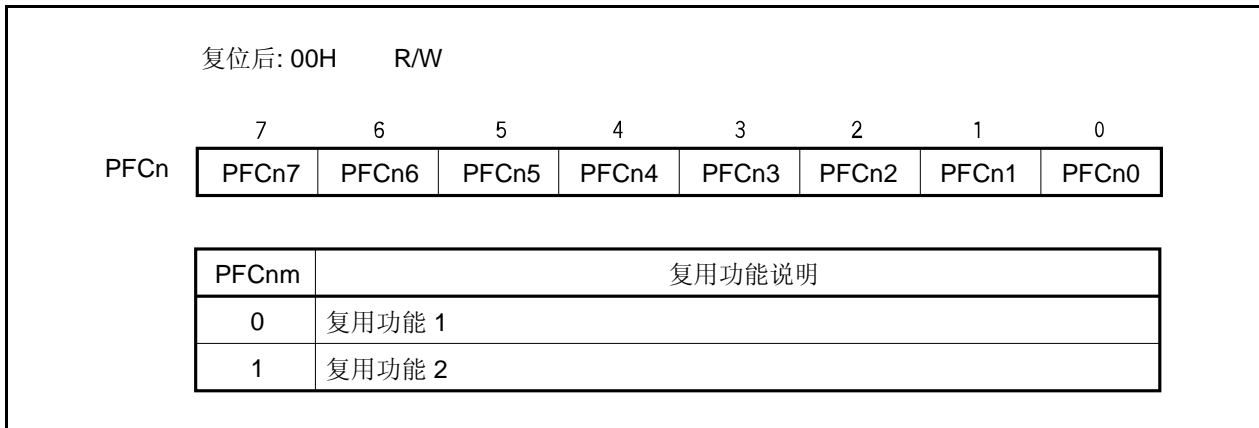 复位后: 00H R/W
7 6 5 4 3 2 1 0
PFCn PFCn7 PFCn6 PFCn5 PFCn4 PFCn3 PFCn2 PFCn1 PFCn0
PFCnm 复用功能说明
0 复用功能 1
1 复用功能 2